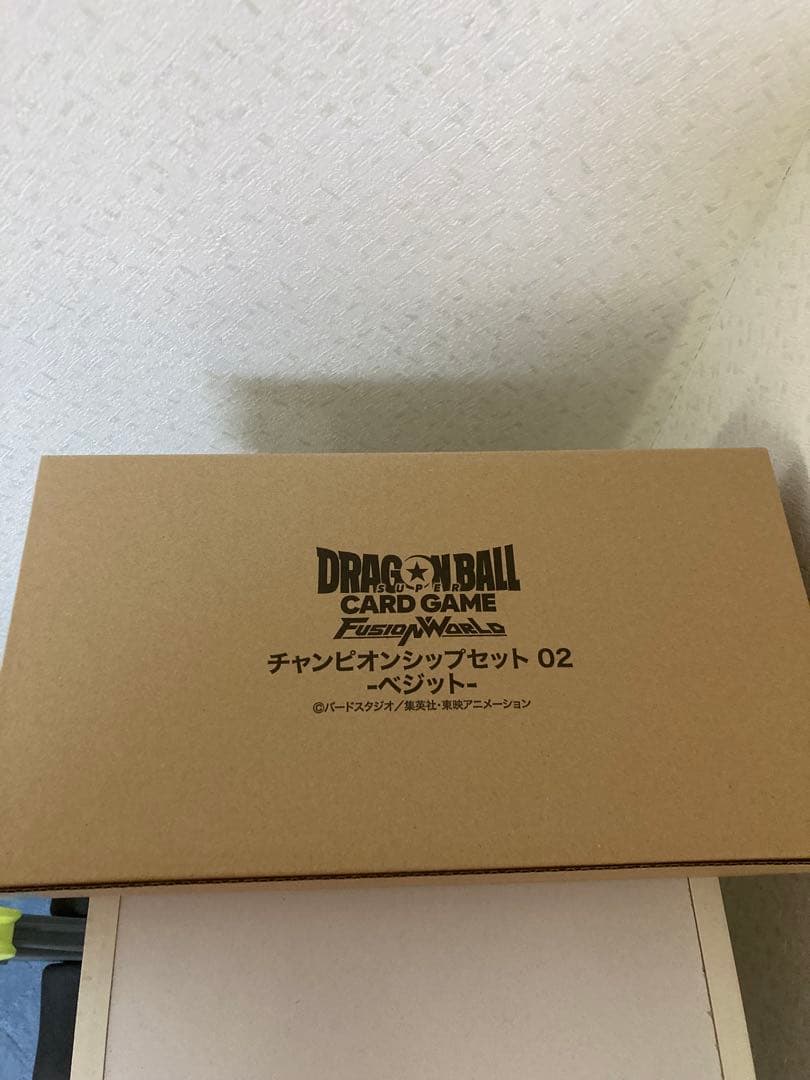 DRAGON BALL
SUPER
CARD GAME
FUSION WORLD
チャンピオンシップセット 02
-ベジット-
©バードスタジオ／集英社・東映アニメーション